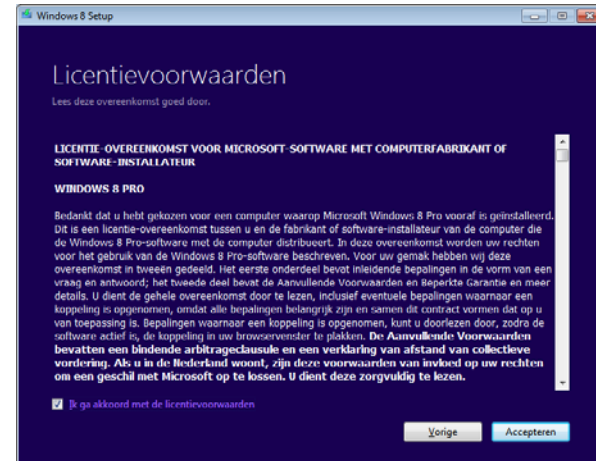 Windows 8 Setup
Licentievoorwaarden
Lees deze overeenkomst goed door.
LICENTIE-OVEREENKOMST VOOR MICROSOFT-SOFTWARE MET COMPUTERFABRIKANT OF
SOFTWARE-INSTALLATEUR
WINDOWS 8 PRO
Bedankt dat u hebt gekozen voor een computer waarop Microsoft Windows 8 Pro vooraf is geïnstalleerd.
Dit is een licentie-overeenkomst tussen u en de fabrikant of software-installateur van de computer die
de Windows 8 Pro-software met de computer distribueert. In deze overeenkomst worden uw rechten
voor het gebruik van de Windows 8 Pro-software beschreven. Voor uw gemak hebben wij deze
overeenkomst in tweeën gedeeld. Het eerste onderdeel bevat inleidende bepalingen in de vorm van een
vraag en antwoord; het tweede deel bevat de Aanvullende Voorwaarden en Beperkte Garantie en meer
details. U dient de gehele overeenkomst door te lezen, inclusief eventuele bepalingen waarnaar een
koppeling is opgenomen, omdat alle bepalingen belangrijk zijn en samen dit contract vormen dat op u
van toepassing is. Bepalingen waarnaar een koppeling is opgenomen, kunt u doorlezen door, zodra de
software actief is, de koppeling in uw browservenster te plakken. De Aanvullende Voorwaarden
bevatten een bindende arbitrageclausule en een verklaring van afstand van collectieve
vordering. Als u in de Nederland woont, zijn deze voorwaarden van invloed op uw rechten
om een geschil met Microsoft op te lossen. U dient deze zorgvuldig te lezen.
Ik ga akkoord met de licentievoorwaarden
Vorige
Accepteren